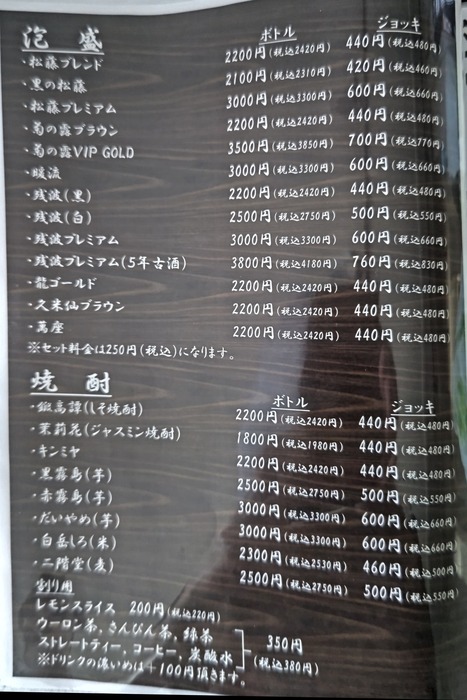 泡 盛 ボトル ジョッキ
・松藤ブレンド 2200円(税込2420円) 440円(税込480円)
・黒の松藤 2100円(税込2310円) 420円(税込460円)
・松藤プレミアム 3000円(税込3300円) 600円(税込660円)
・菊の露ブラウン 2200円(税込2420円) 440円(税込480円)
・菊の露VIP GOLD 3500円(税込3850円) 700円(税込770円)
・暖流 3000円(税込3300円) 600円(税込660円)
・残波(黒) 2200円(税込2420円) 440円(税込480円)
・残波(白) 2500円(税込2750円) 500円(税込550円)
・残波プレミアム 3000円(税込3300円) 600円(税込660円)
・残波プレミアム(5年古酒) 3800円(税込4180円) 760円(税込830円)
・龍ゴールド 2200円(税込2420円) 440円(税込480円)
・久米仙ブラウン 2200円(税込2420円) 440円(税込480円)
・萬座 2200円(税込2420円) 440円(税込480円)
※セット料金は250円(税込)になります。
焼 酎 ボトル ジョッキ
・鍛高譚(しそ焼酎) 2200円(税込2420円) 440円(税込480円)
・茉莉花(ジャスミン焼酎) 1800円(税込1980円) 440円(税込480円)
・キンミヤ 2200円(税込2420円) 440円(税込480円)
・黒霧島(芋) 2500円(税込2750円) 500円(税込550円)
・赤霧島(芋) 3000円(税込3300円) 600円(税込660円)
・だいやめ(芋) 3000円(税込3300円) 600円(税込660円)
・白岳しろ(米) 2300円(税込2530円) 460円(税込500円)
・二階堂(麦) 2500円(税込2750円) 500円(税込550円)
割り用
レモンスライス 200円(税込220円)
ウーロン茶、さんぴん茶、緑茶
ストレートティー、コーヒー、炭酸水 350円(税込380円)
※ドリンクの濃いめは+100円頂きます。